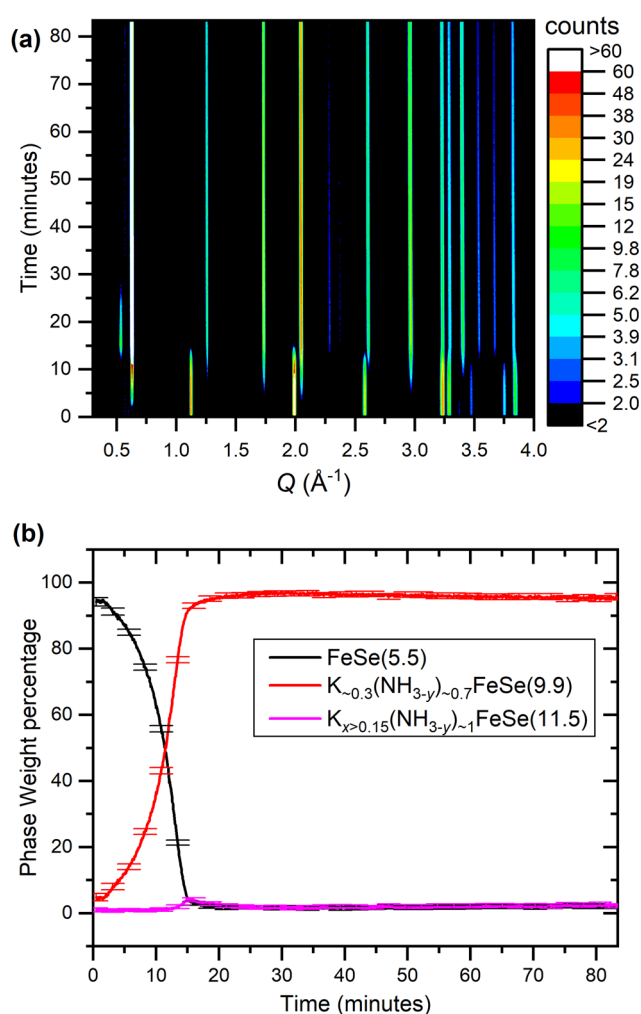 (a)
counts
80
70
60
50
40
30
20
10
0
Time (minutes)
0.5 1.0 1.5 2.0 2.5 3.0 3.5 4.0
Q (Å-1)
>60
60
48
38
30
24
19
15
12
9.8
7.8
6.2
5.0
3.9
3.1
2.5
2.0
<2
(b)
100
80
60
40
20
0
Phase Weight percentage
FeSe(5.5)
K~0.3(NH3-y)~0.7FeSe(9.9)
Kx>0.15(NH3-y)~1FeSe(11.5)
0 10 20 30 40 50 60 70 80
Time (minutes)